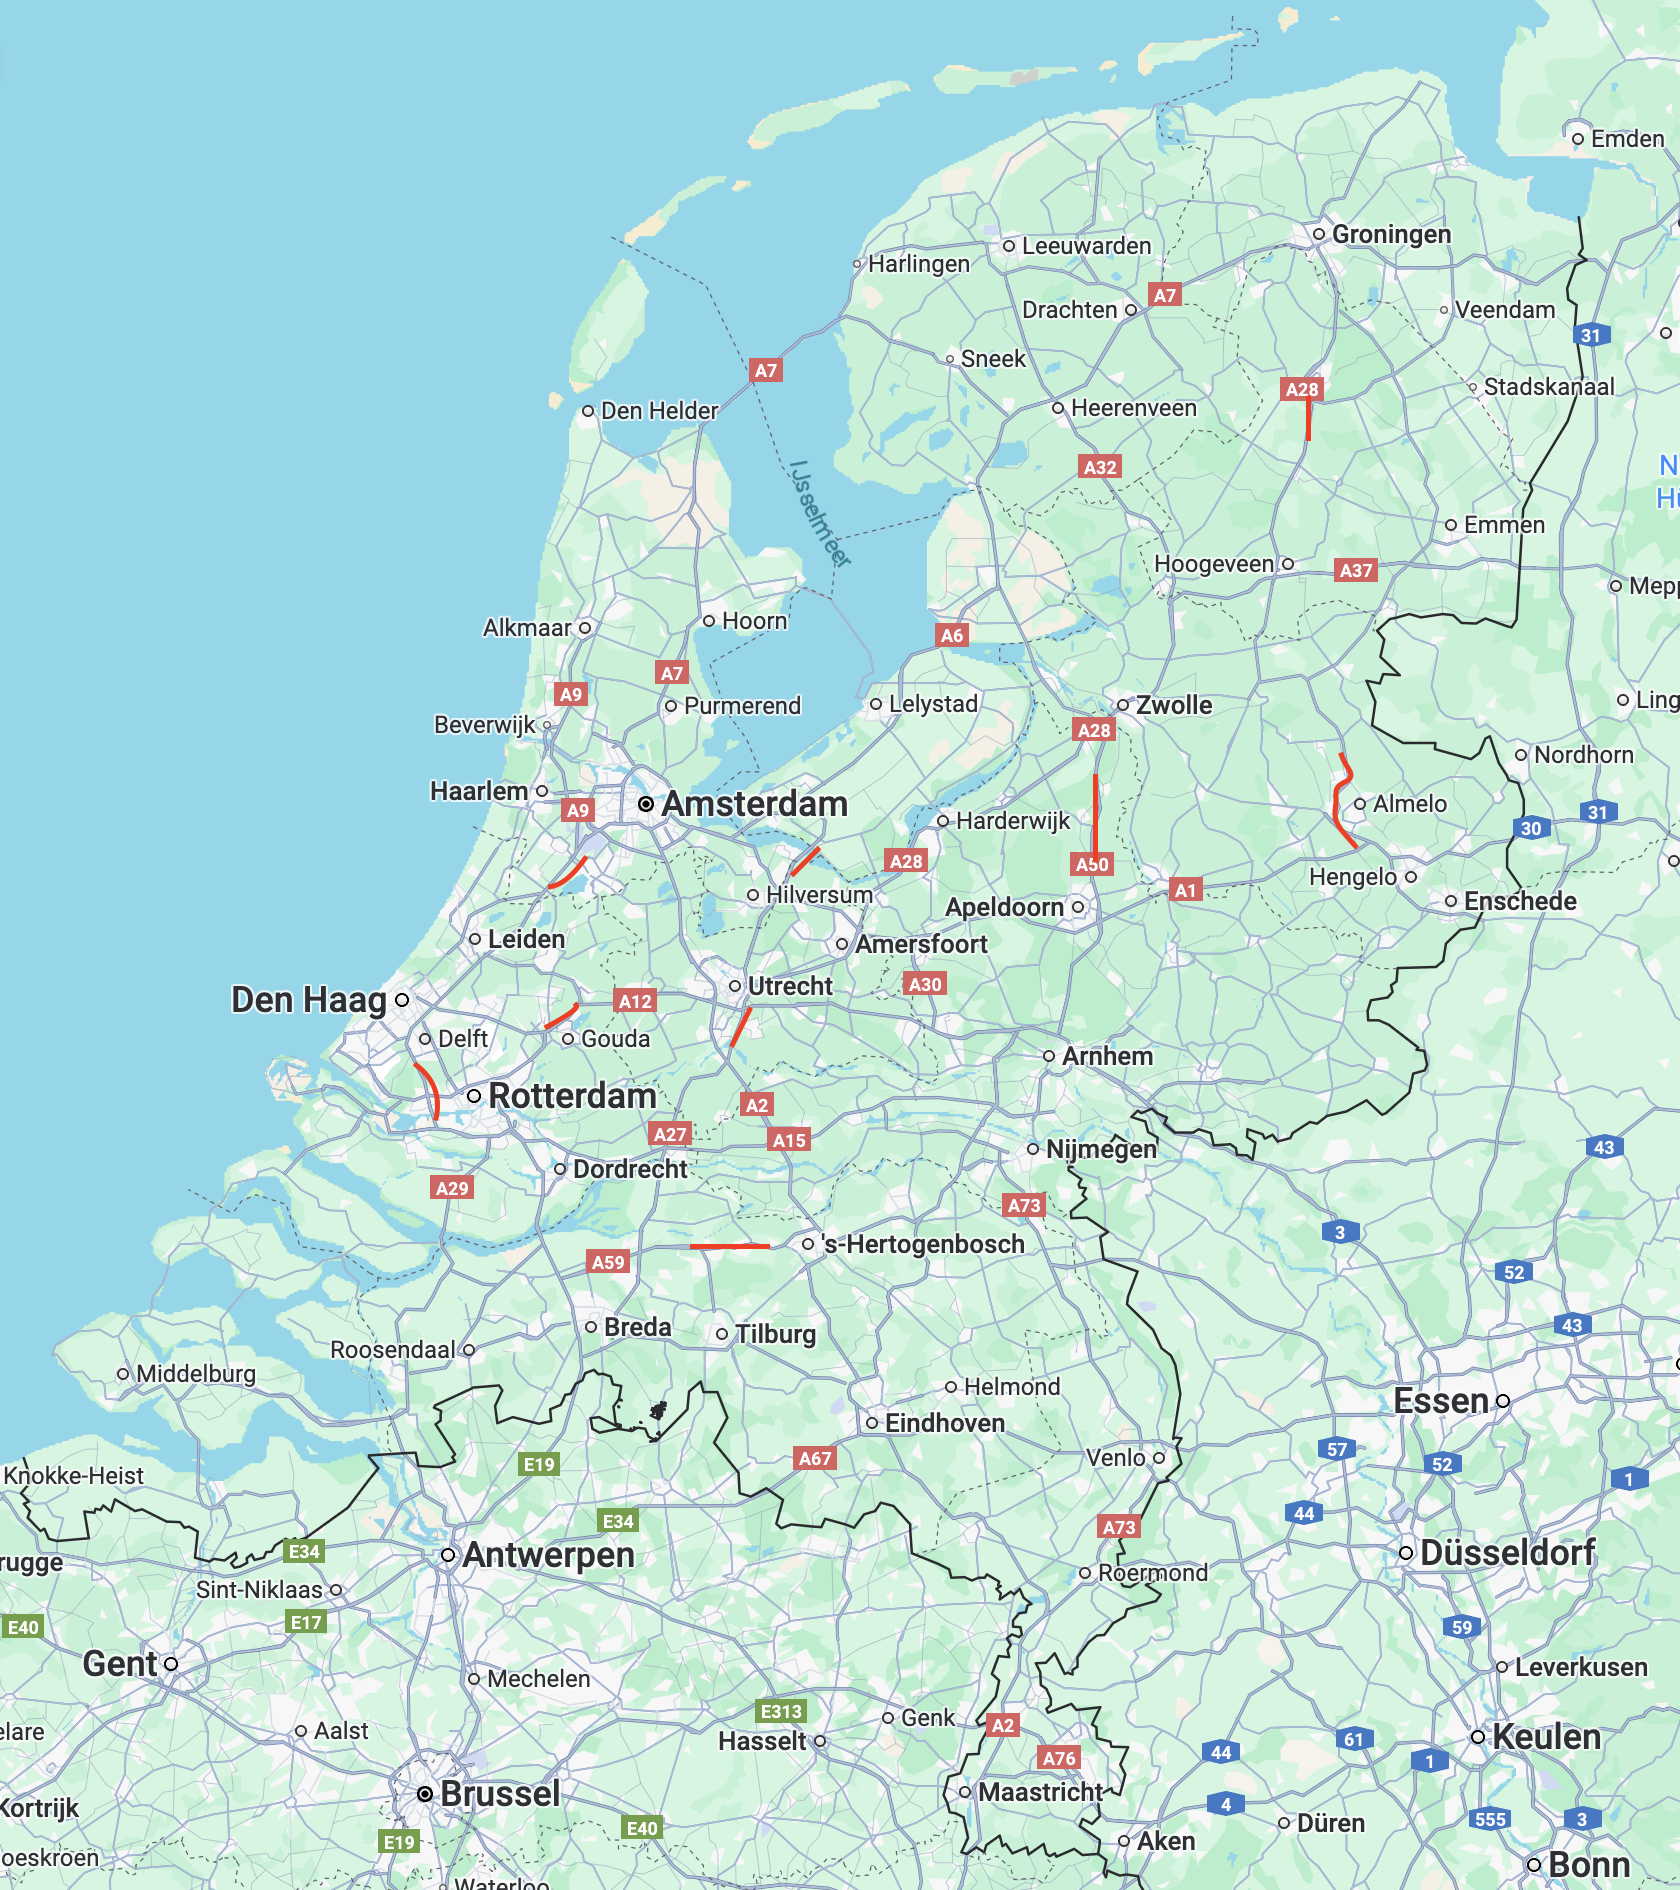 Emden
Groningen
Leeuwarden
Harlingen
A7
Drachten
Veendam
31
Sneek
A7
A28
Stadskanaal
Den Helder
Heerenveen
A32
IJsselmeer
Emmen
Hoogeveen
A37
Alkmaar
Hoorn
A6
A7
A9
Purmerend
Lelystad
Zwolle
Beverwijk
A28
Nordhorn
Haarlem
A9
Amsterdam
Harderwijk
Almelo
30
31
A28
A50
Hilversum
Hengelo
A1
Apeldoorn
Enschede
Leiden
Amersfoort
Utrecht
A30
Den Haag
A12
Delft
Gouda
Arnhem
Rotterdam
A2
A27
A15
Nijmegen
43
Dordrecht
A29
A73
3
's-Hertogenbosch
A59
52
Breda
Tilburg
43
Roosendaal
Middelburg
Helmond
Essen
Eindhoven
57
Venlo
A67
E19
52
Knokke-Heist
1
44
E34
A73
E34
Antwerpen
Düsseldorf
rugge
Sint-Niklaas
Roermond
E17
E40
59
Gent
Leverkusen
Mechelen
E313
Genk
A2
elare
Aalst
Hasselt
Keulen
61
44
A76
1
Brussel
Maastricht
Kortrijk
4
Düren
555
3
E40
E19
Aken
oeskroen
Bonn
Waterloo